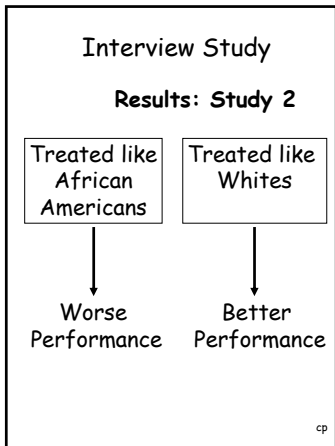 Interview Study
Results: Study 2
Treated like
African
Americans
Treated like
Whites
Worse
Performance
Better
Performance
cp